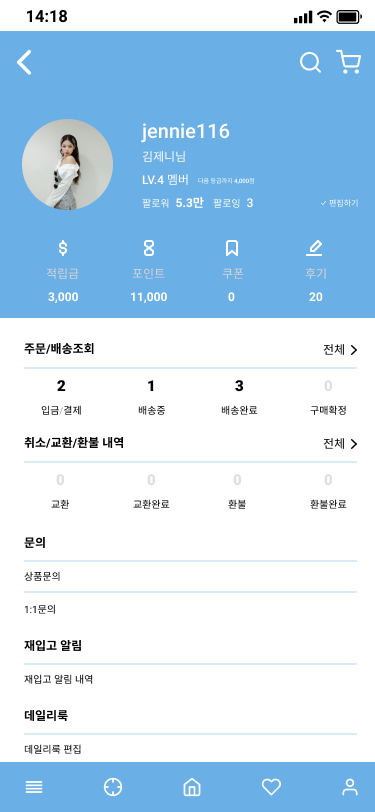 14:18
jennie116
김제니님
LV.4 멤버 다음 등급까지 4,000원
팔로워 5.3만 팔로잉 3 편집하기
적립금 포인트 쿠폰 후기
3,000 11,000 0 20
주문/배송조회 전체
2 1 3 0
입금/결제 배송중 배송완료 구매확정
취소/교환/환불 내역 전체
0 0 0 0
교환 교환완료 환불 환불완료
문의
상품문의
1:1문의
재입고 알림
재입고 알림 내역
데일리룩
데일리룩 편집